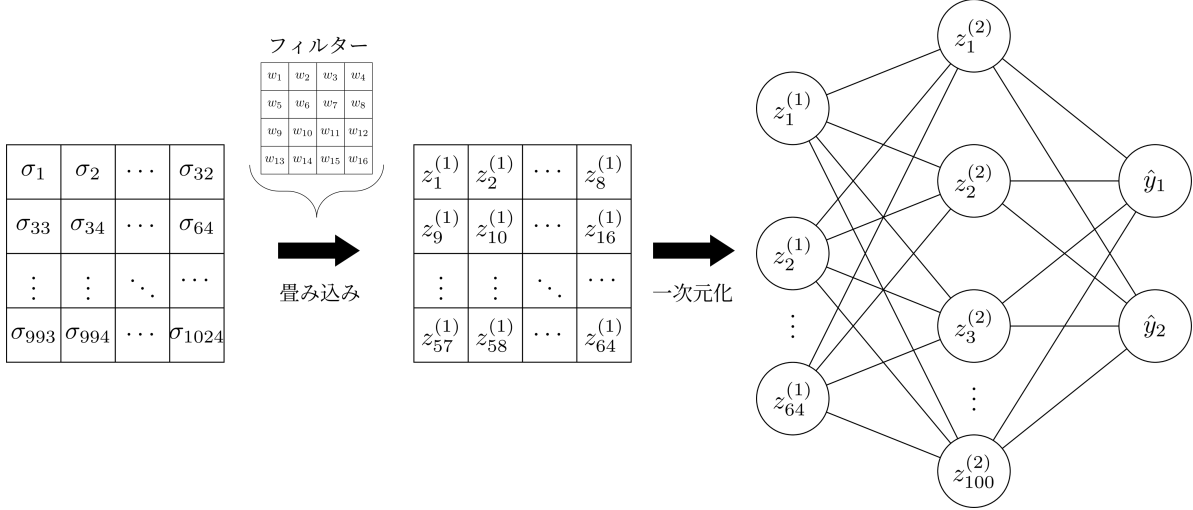 フィルター
w₁ w₂ w₃ w₄
w₅ w₆ w₇ w₈
w₉ w₁₀ w₁₁ w₁₂
w₁₃ w₁₄ w₁₅ w₁₆
σ₁ σ₂ ⋯ σ₃₂
σ₃₃ σ₃₄ ⋯ σ₆₄
⋮ ⋮ ⋱ ⋯
σ₉₉₃ σ₉₉₄ ⋯ σ₁₀₂₄
畳み込み
z₁⁽¹⁾ z₂⁽¹⁾ ⋯ z₈⁽¹⁾
z₉⁽¹⁾ z₁₀⁽¹⁾ ⋯ z₁₆⁽¹⁾
⋮ ⋮ ⋱ ⋯
z₅₇⁽¹⁾ z₅₈⁽¹⁾ ⋯ z₆₄⁽¹⁾
一次元化
z₁⁽¹⁾
z₂⁽¹⁾
⋮
z₆₄⁽¹⁾
z₁⁽²⁾
z₂⁽²⁾
z₃⁽²⁾
⋮
z₁₀₀⁽²⁾
ŷ₁
ŷ₂